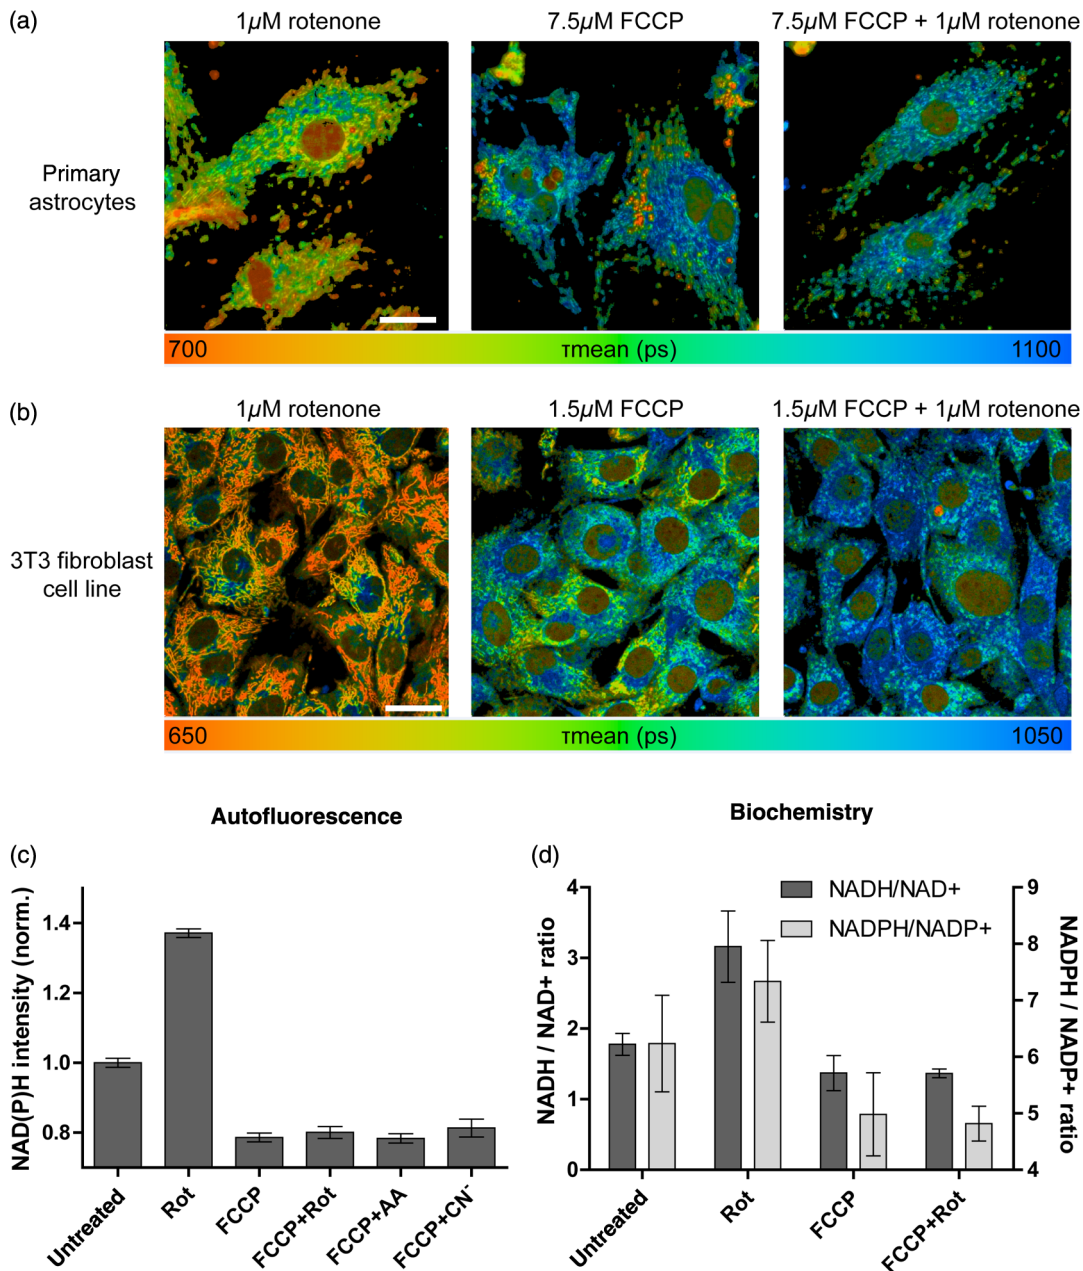 (a)
1μM rotenone
7.5μM FCCP
7.5μM FCCP + 1μM rotenone
Primary
astrocytes
700
τmean (ps)
1100
(b)
1μM rotenone
1.5μM FCCP
1.5μM FCCP + 1μM rotenone
3T3 fibroblast
cell line
650
τmean (ps)
1050
Autofluorescence
(c)
NAD(P)H intensity (norm.)
1.4
1.2
1.0
0.8
Untreated
Rot
FCCP
FCCP+Rot
FCCP+AA
FCCP+CN⁻
Biochemistry
(d)
NADH / NAD+ ratio
4
3
2
1
0
NADH/NAD+
NADPH/NADP+
9
8
7
6
5
4
NADPH / NADP+ ratio
Untreated
Rot
FCCP
FCCP+Rot